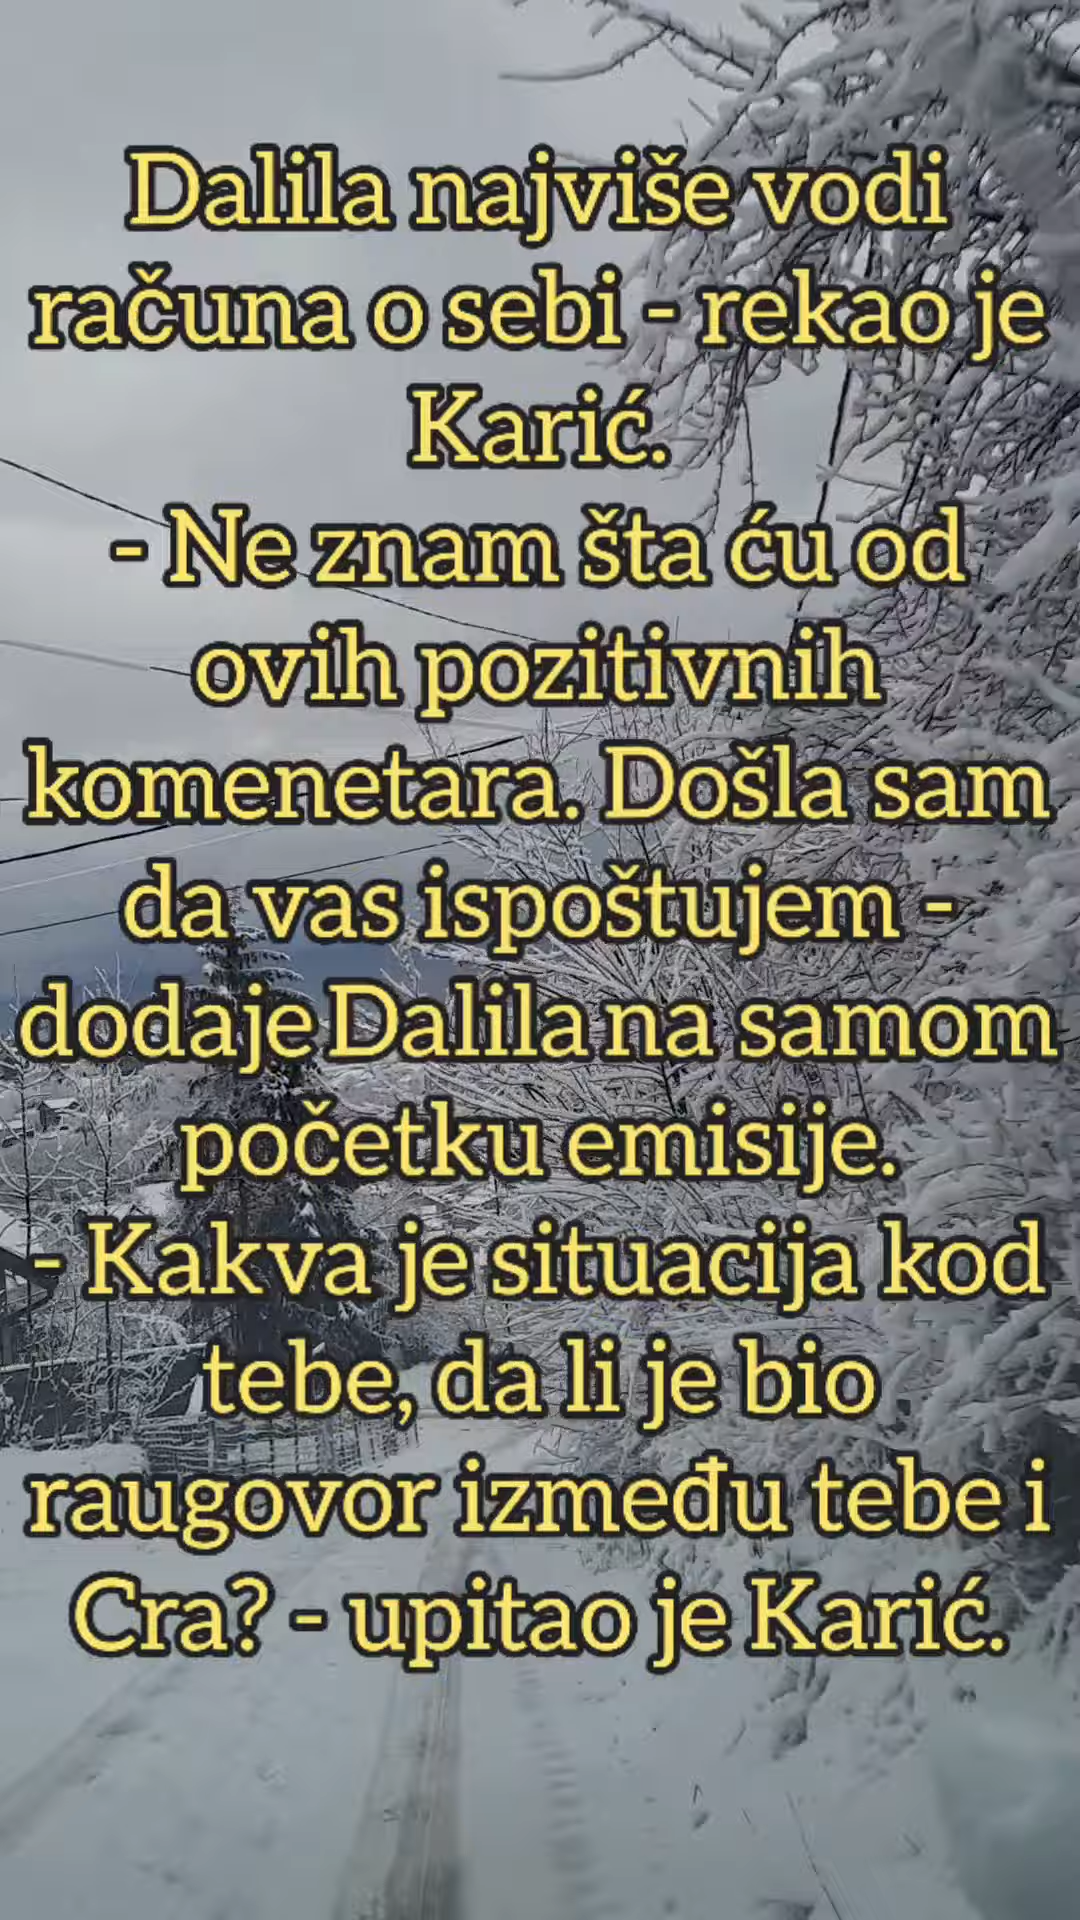 Dalila najviše vodi
računa o sebi - rekao je
Karić.
- Ne znam šta ću od
ovih pozitivnih
komenetara. Došla sam
da vas ispoštujem -
dodaje Dalila na samom
početku emisije.
- Kakva je situacija kod
tebe, da li je bio
raugovor između tebe i
Cra? - upitao je Karić.